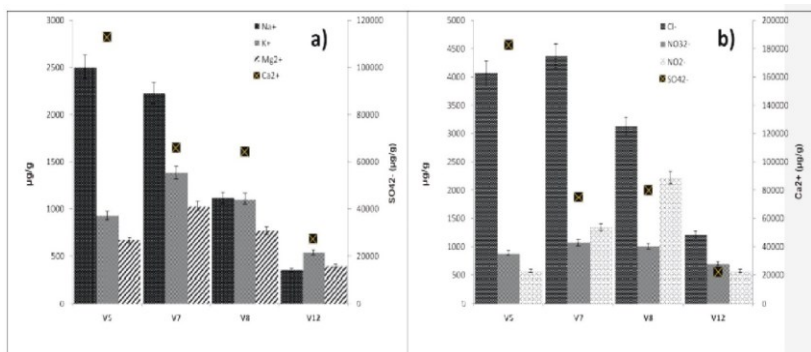 a)
Na+
K+
Mg2+
Ca2+
3000
2500
2000
1500
1000
500
0
µg/g
120000
100000
80000
60000
40000
20000
0
SO42- (µg/g)
V5 V7 V8 V12
b)
Cl-
NO32-
NO2-
SO42-
5000
4500
4000
3500
3000
2500
2000
1500
1000
500
0
µg/g
200000
180000
160000
140000
120000
100000
80000
60000
40000
20000
0
Ca2+ (µg/g)
V5 V7 V8 V12